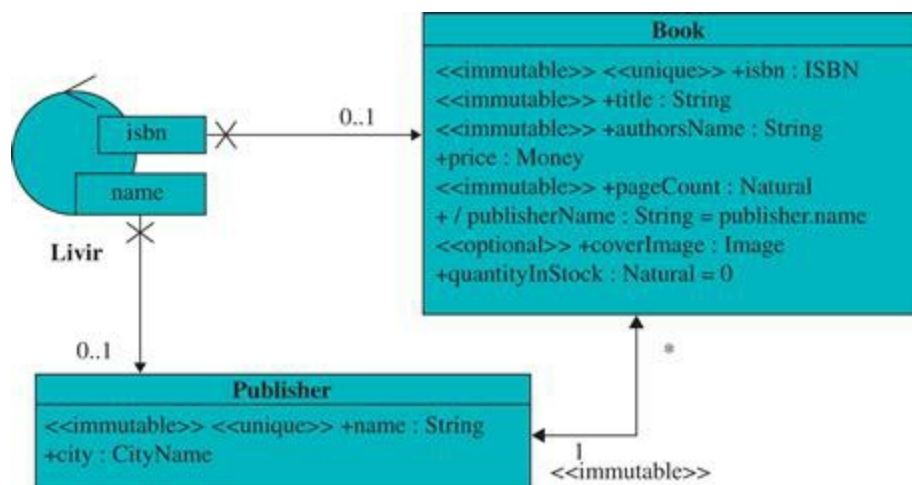 Book
<<immutable>> <<unique>> +isbn : ISBN
<<immutable>> +title : String
<<immutable>> +authorsName : String
+price : Money
<<immutable>> +pageCount : Natural
+ / publisherName : String = publisher.name
<<optional>> +coverImage : Image
+quantityInStock : Natural = 0
isbn
0..1
name
Livir
0..1
*
Publisher
<<immutable>> <<unique>> +name : String
+city : CityName
1
<<immutable>>